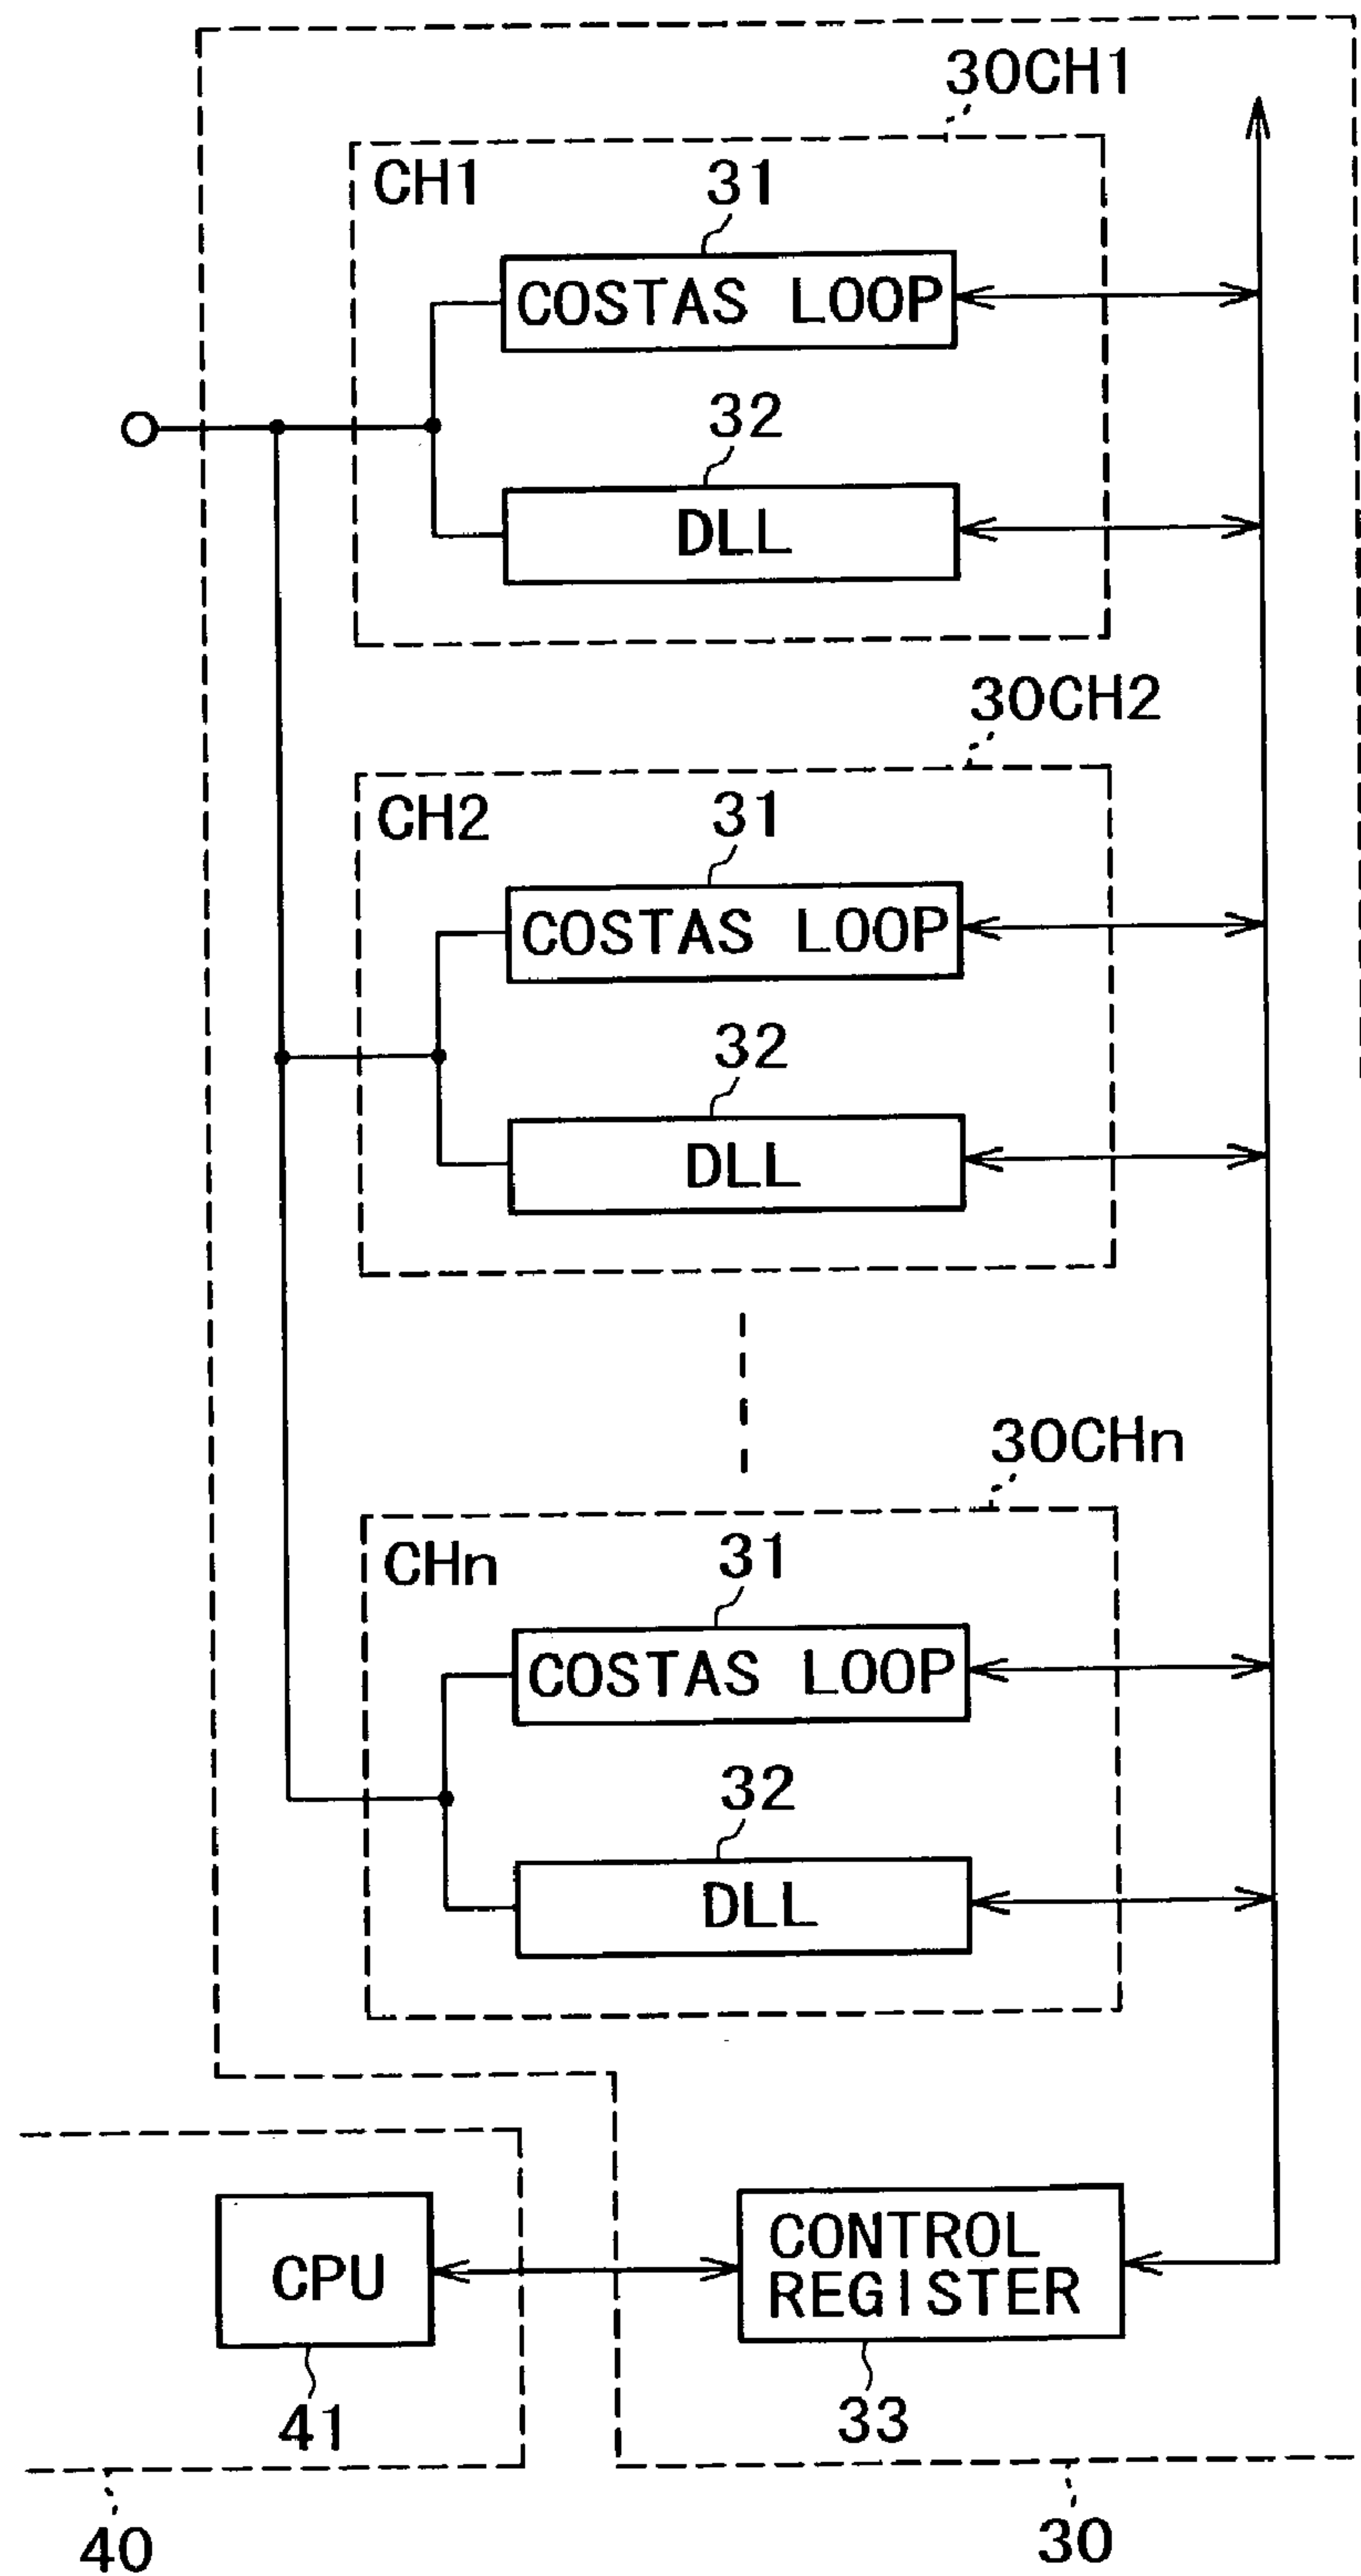 30CH1
CH1
31
COSTAS LOOP
32
DLL
30CH2
CH2
31
COSTAS LOOP
32
DLL
30CHn
CHn
31
COSTAS LOOP
32
DLL
CPU
CONTROL
REGISTER
41
33
40
30